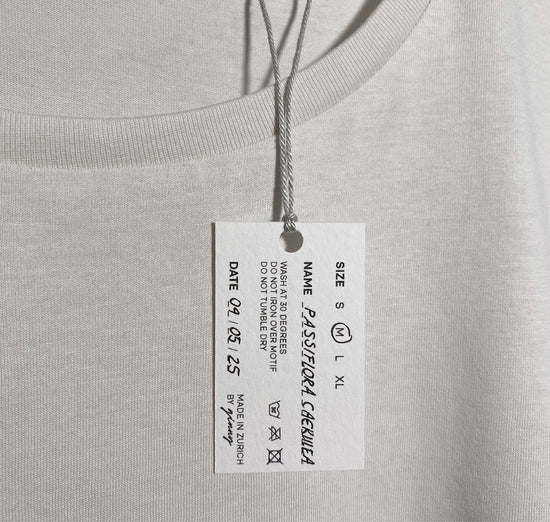 SIZE S M L XL
NAME PASSIFLORA CAERULEA
WASH AT 30 DEGREES
DO NOT IRON OVER MOTIF
DO NOT TUMBLE DRY
DATE 09/05/25
MADE IN ZURICH
BY ginny